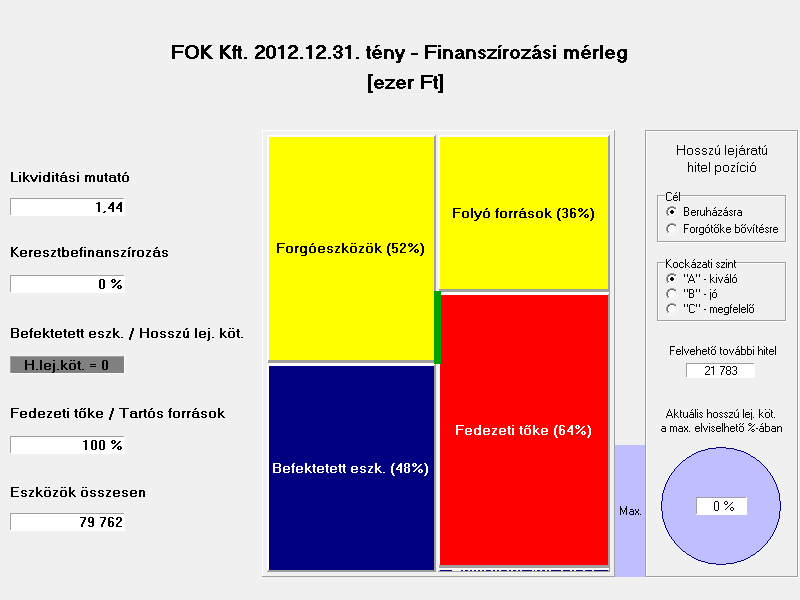 FOK Kft. 2012.12.31. tény - Finanszírozási mérleg
[ezer Ft]
Likviditási mutató
1,44
Keresztbefinanszírozás
0 %
Befektetett eszk. / Hosszú lej. köt.
H.lej.köt. = 0
Fedezeti tőke / Tartós források
100 %
Eszközök összesen
79 762
Forgóeszközök (52%)
Befektetett eszk. (48%)
Folyó források (36%)
Fedezeti tőke (64%)
Max.
Hosszú lejáratú
hitel pozíció
Cél
Beruházásra
Forgótőke bővítésre
Kockázati szint
"A" - kiváló
"B" - jó
"C" - megfelelő
Felvehető további hitel
21 783
Aktuális hosszú lej. köt.
a max. elviselhető %-ában
0 %